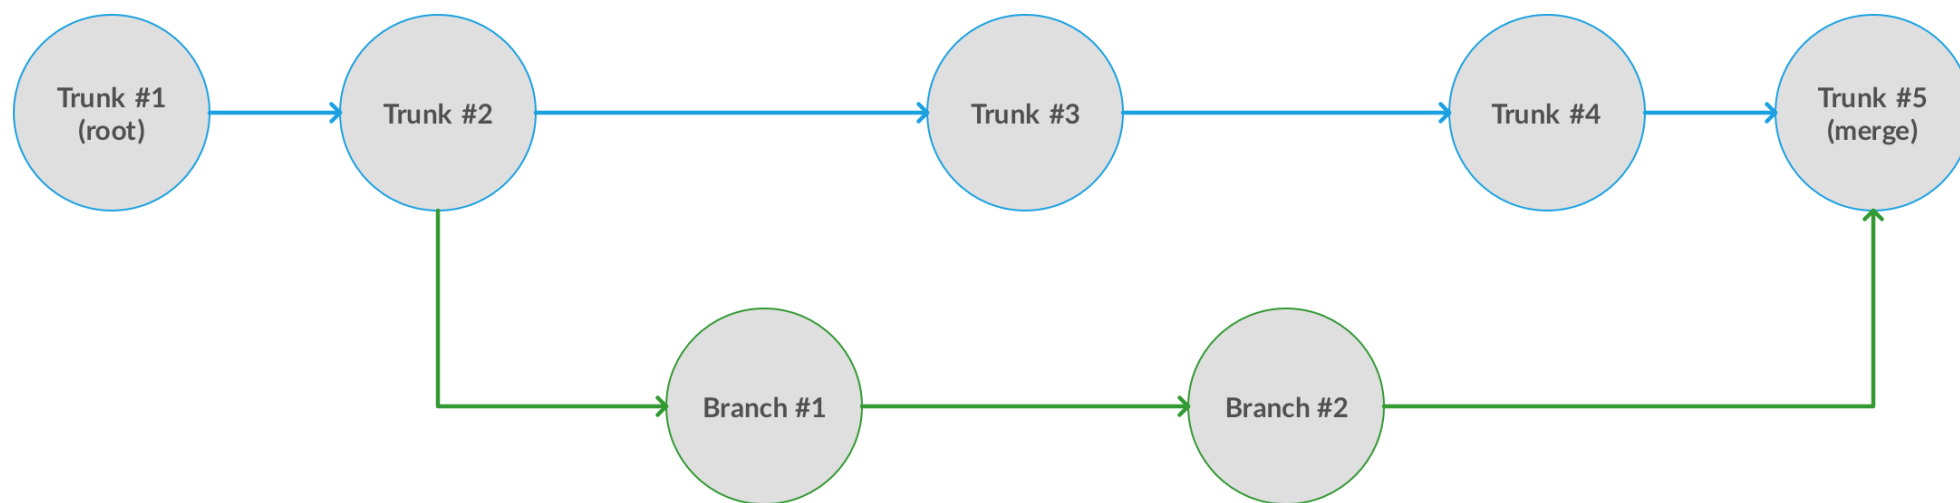 Trunk #1
(root)
Trunk #2
Trunk #3
Trunk #4
Trunk #5
(merge)
Branch #1
Branch #2